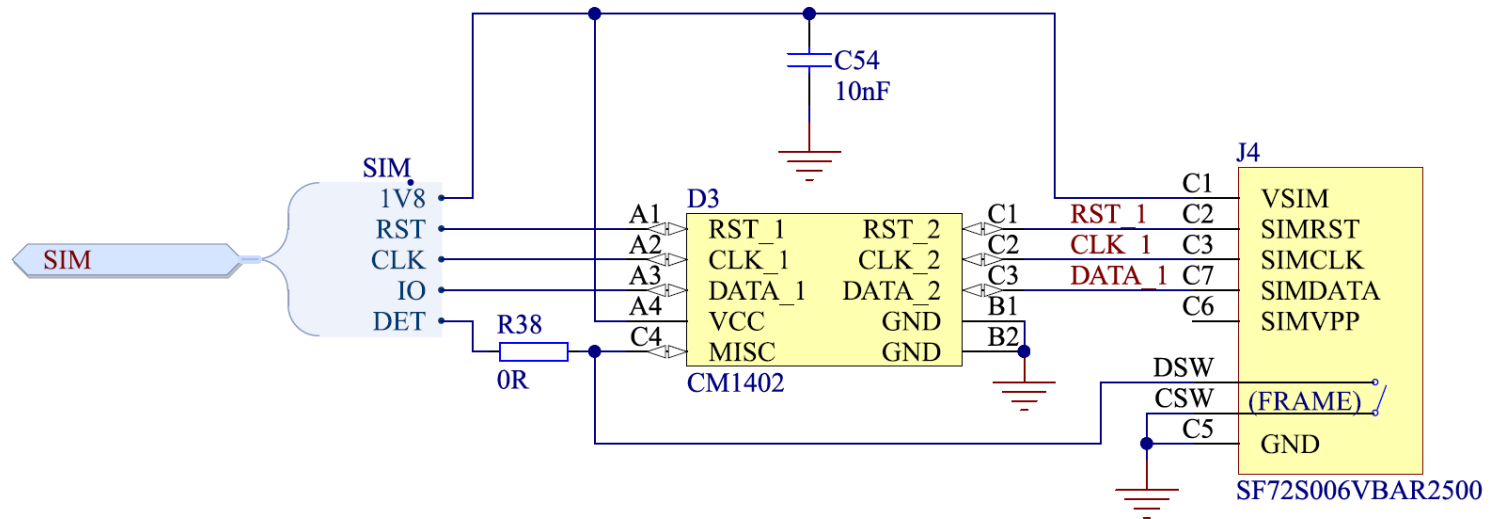 C54
10nF
SIM
1V8
RST
CLK
IO
DET
SIM
R38
0R
D3
A1 RST_1 RST_2 C1
A2 CLK_1 CLK_2 C2
A3 DATA_1 DATA_2 C3
A4 VCC GND B1
C4 MISC GND B2
CM1402
RST_1
CLK_1
DATA_1
J4
C1 VSIM
C2 SIMRST
C3 SIMCLK
C7 SIMDATA
C6 SIMVPP
DSW
CSW (FRAME)
C5 GND
SF72S006VBAR2500